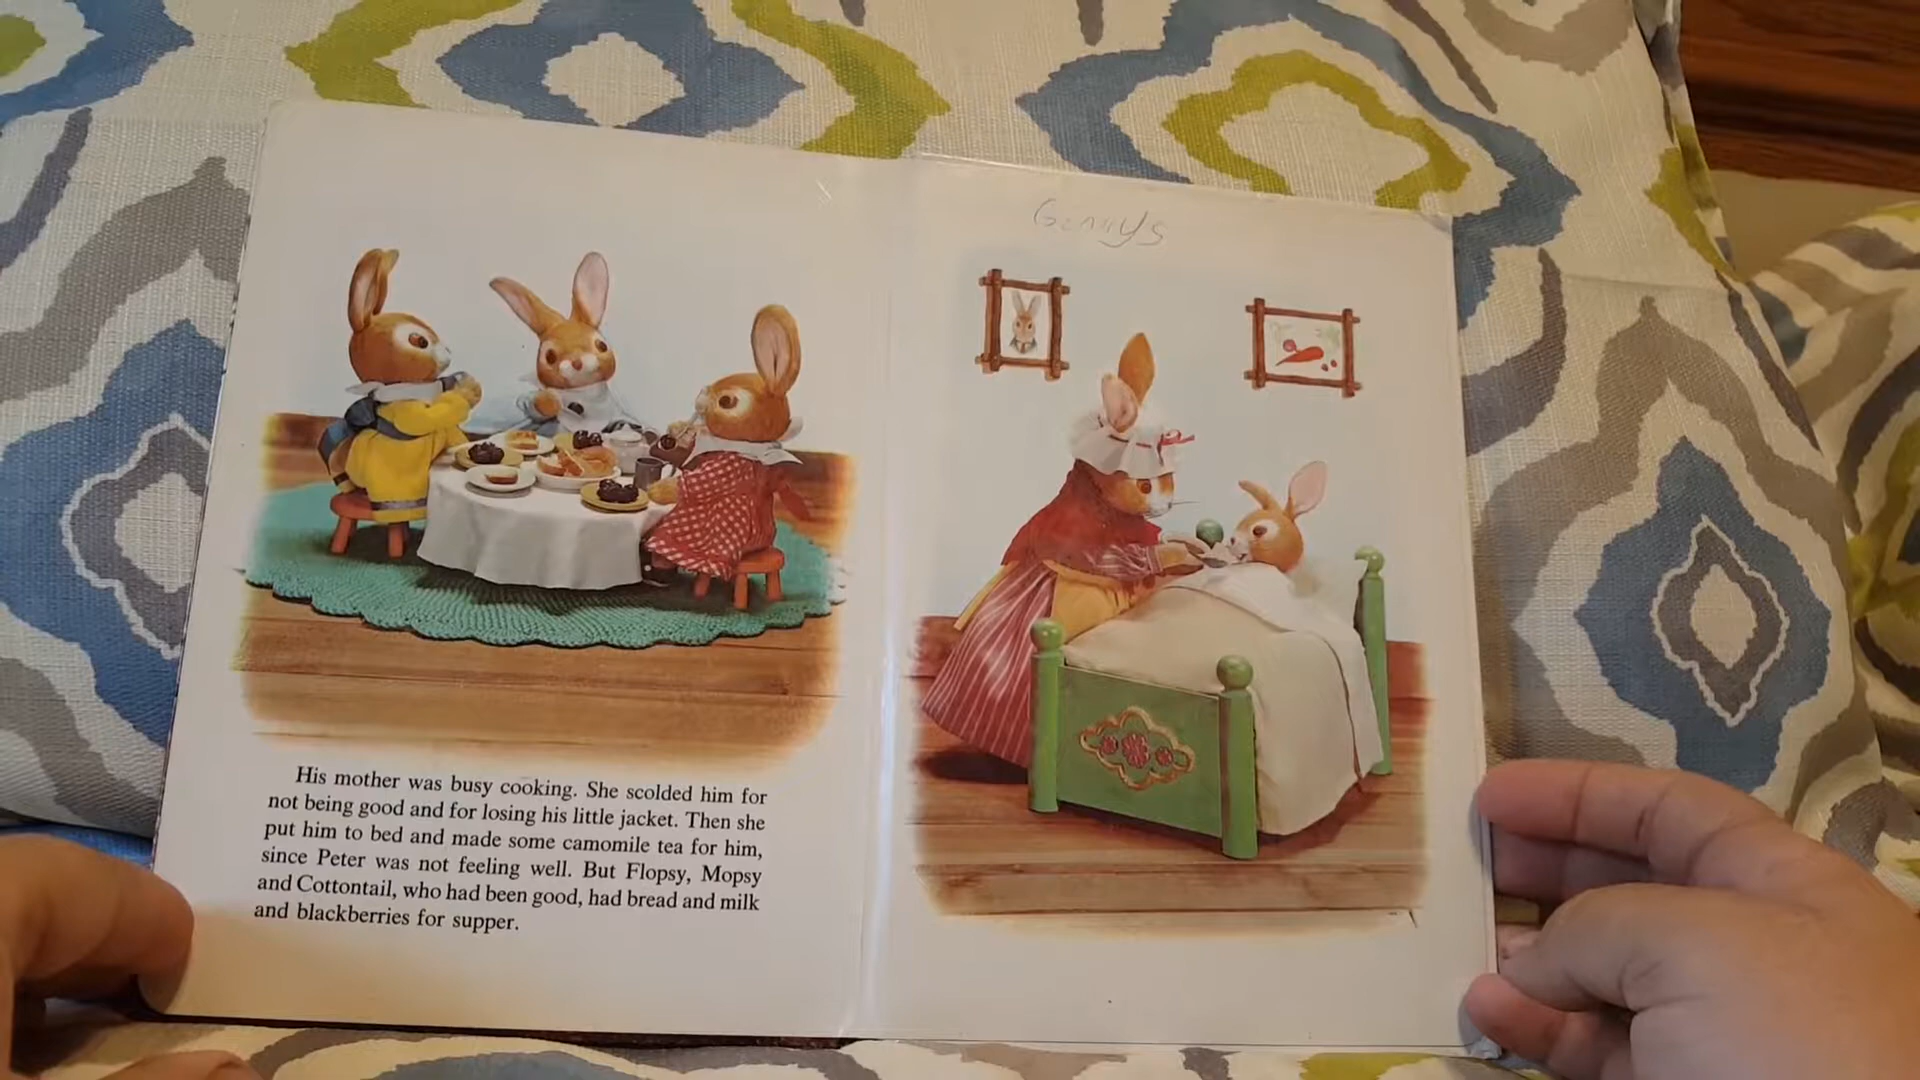 His mother was busy cooking. She scolded him for
not being good and for losing his little jacket. Then she
put him to bed and made some camomile tea for him,
since Peter was not feeling well. But Flopsy, Mopsy
and Cottontail, who had been good, had bread and milk
and blackberries for supper.